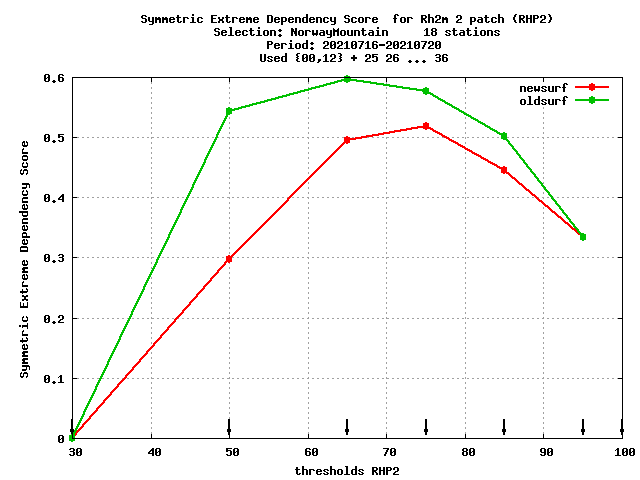 Symmetric Extreme Dependency Score  for Rh2m 2 patch (RHP2)
Selection: NorwayMountain     18 stations
Period: 20210716-20210720
Used {00,12} + 25 26 ... 36
newsurf
oldsurf
Symmetric Extreme Dependency Score
0.6
0.5
0.4
0.3
0.2
0.1
0
30 40 50 60 70 80 90 100
thresholds RHP2